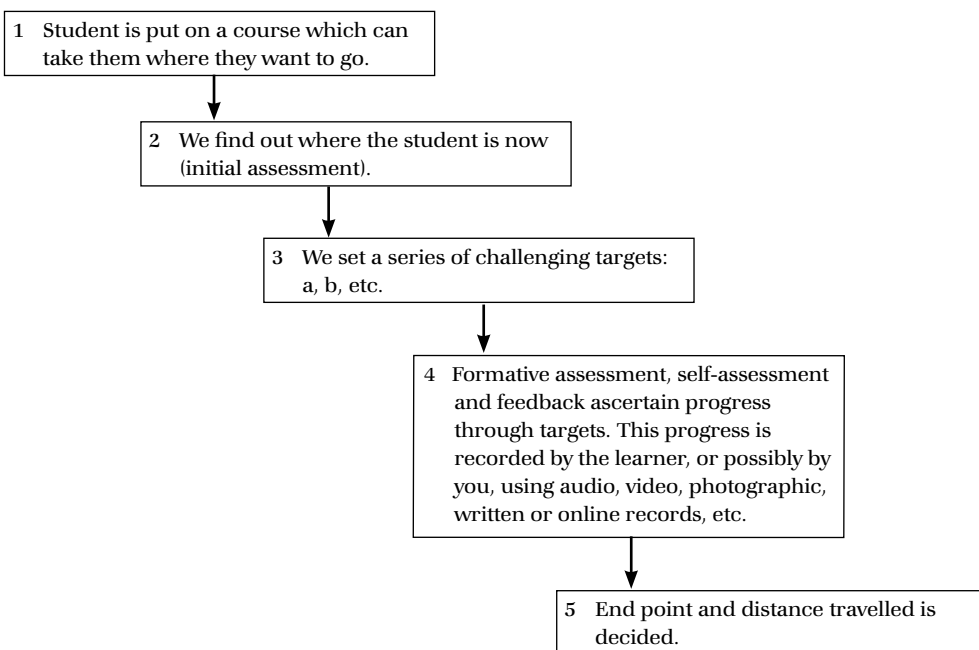 1 Student is put on a course which can
take them where they want to go.
2 We find out where the student is now
(initial assessment).
3 We set a series of challenging targets:
a, b, etc.
4 Formative assessment, self-assessment
and feedback ascertain progress
through targets. This progress is
recorded by the learner, or possibly by
you, using audio, video, photographic,
written or online records, etc.
5 End point and distance travelled is
decided.